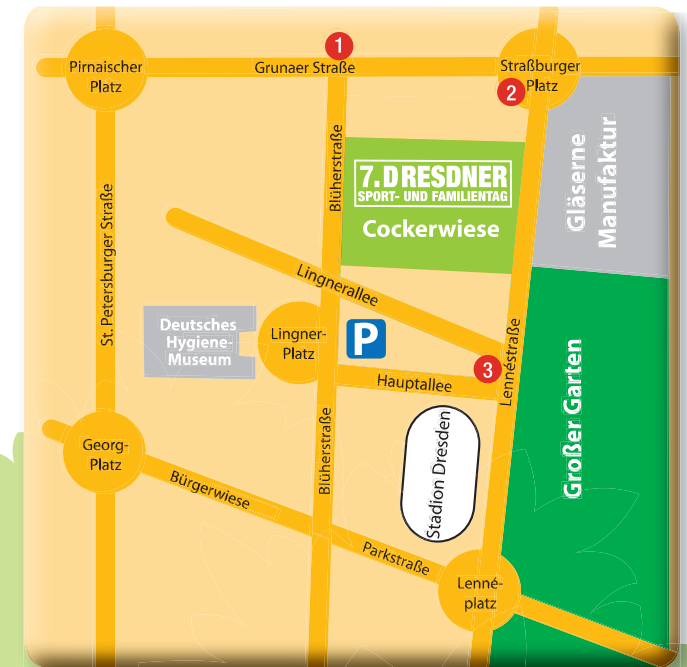 1
Pirnaischer
Platz
Grunaer Straße
Straßburger
Platz
2
Blüherstraße
7. DRESDNER
SPORT- UND FAMILIENTAG
Cockerwiese
Gläserne
Manufaktur
St. Petersburger Straße
Lingnerallee
Deutsches
Hygiene-
Museum
Lingner-
Platz
P
Lennéstraße
3
Hauptallee
Großer Garten
Georg-
Platz
Bürgerwiese
Blüherstraße
Stadion Dresden
Parkstraße
Lenné-
platz